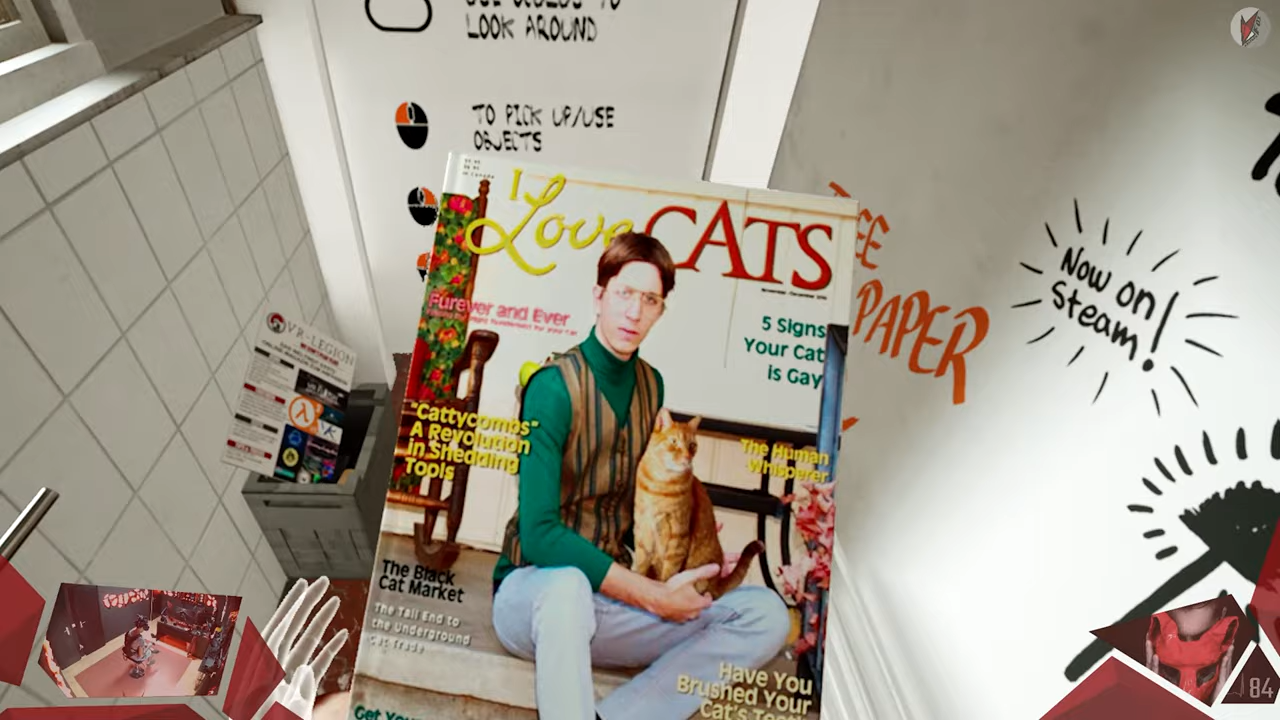 LOOK AROUND
TO PICK UP/USE
OBJECTS
I
Love CATS
Furever and Ever
5 Signs
Your Cat
is Gay
"Cattycombs"
A Revolution
in Shedding
Tools
The Human
Whisperer
The Black
Cat Market
The Tail End to
the Underground
Cat Trade
Have You
Brushed Your
Cat's
Get Your
VR-LEGION
PAPER
Now on
Steam!
84